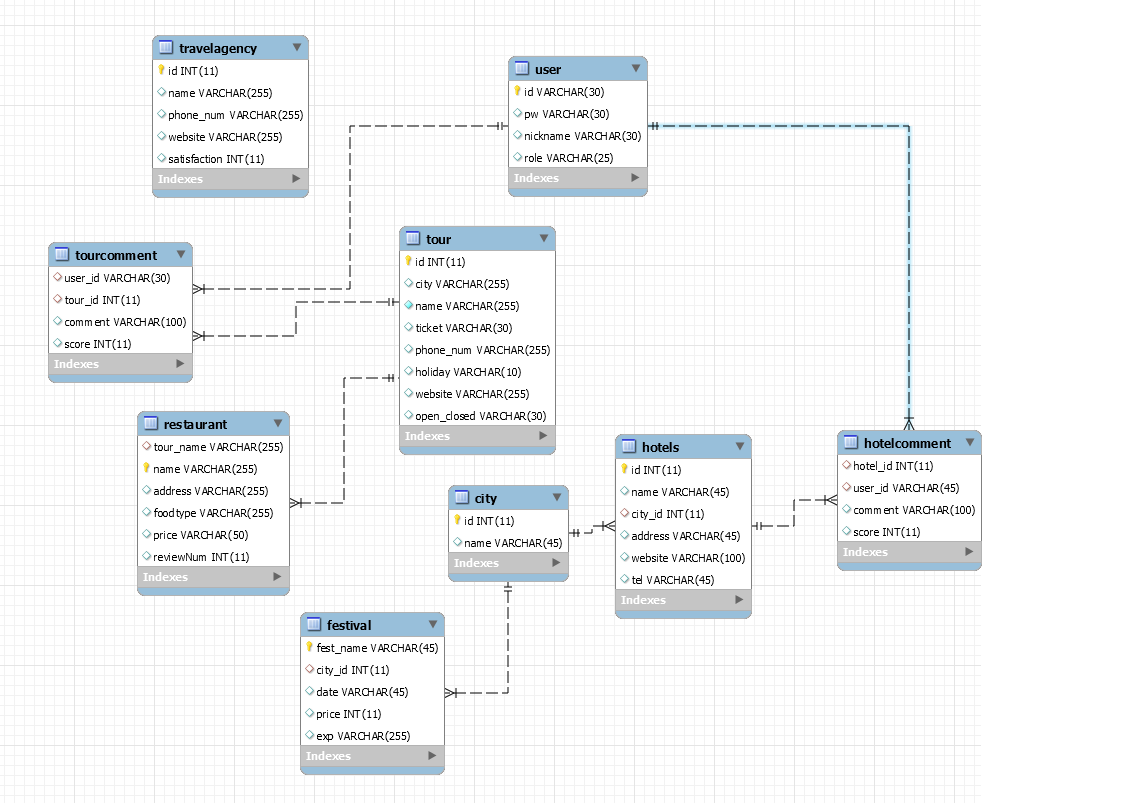 travelagency
id INT(11)
name VARCHAR(255)
phone_num VARCHAR(255)
website VARCHAR(255)
satisfaction INT(11)
Indexes
user
id VARCHAR(30)
pw VARCHAR(30)
nickname VARCHAR(30)
role VARCHAR(25)
Indexes
tourcomment
user_id VARCHAR(30)
tour_id INT(11)
comment VARCHAR(100)
score INT(11)
Indexes
tour
id INT(11)
city VARCHAR(255)
name VARCHAR(255)
ticket VARCHAR(30)
phone_num VARCHAR(255)
holiday VARCHAR(10)
website VARCHAR(255)
open_closed VARCHAR(30)
Indexes
restaurant
tour_name VARCHAR(255)
name VARCHAR(255)
address VARCHAR(255)
foodtype VARCHAR(255)
price VARCHAR(50)
reviewNum INT(11)
Indexes
city
id INT(11)
name VARCHAR(45)
Indexes
hotels
id INT(11)
name VARCHAR(45)
city_id INT(11)
address VARCHAR(45)
website VARCHAR(100)
tel VARCHAR(45)
Indexes
hotelcomment
hotel_id INT(11)
user_id VARCHAR(45)
comment VARCHAR(100)
score INT(11)
Indexes
festival
fest_name VARCHAR(45)
city_id INT(11)
date VARCHAR(45)
price INT(11)
exp VARCHAR(255)
Indexes